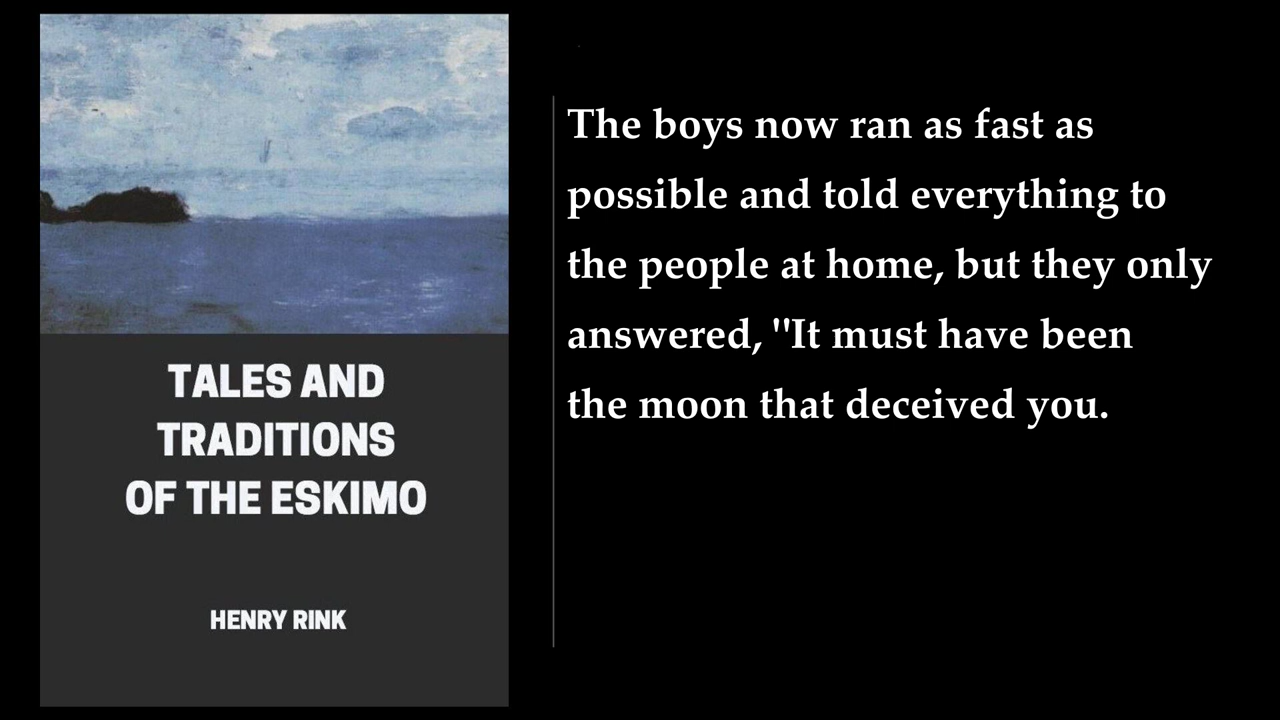 TALES AND
TRADITIONS
OF THE ESKIMO
HENRY RINK
The boys now ran as fast as
possible and told everything to
the people at home, but they only
answered, "It must have been
the moon that deceived you.